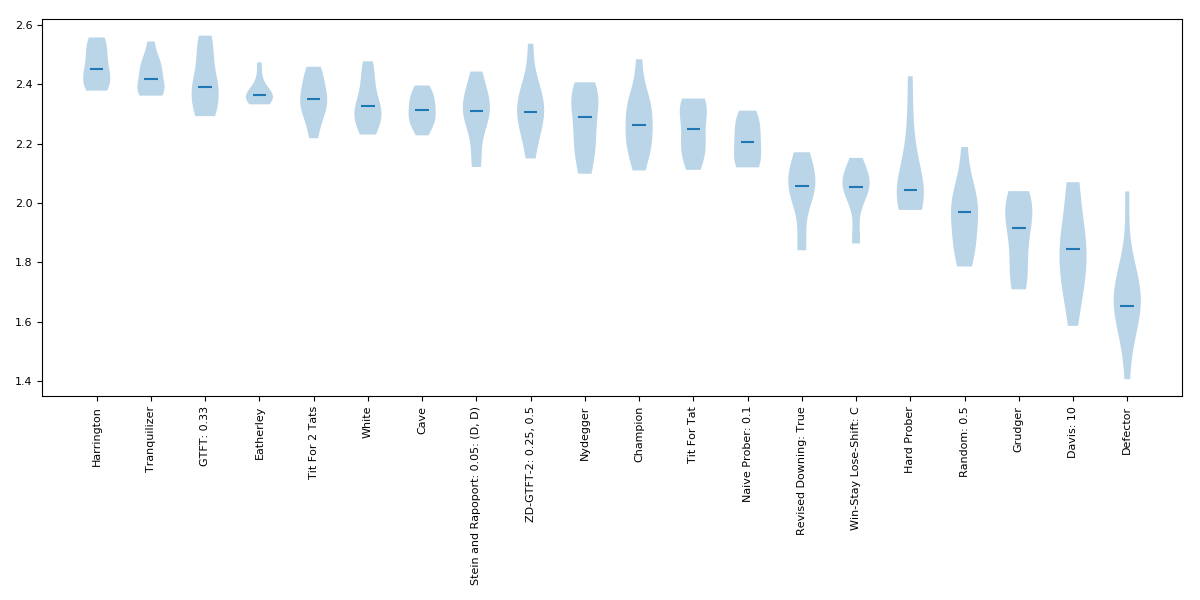 2.6
2.4
2.2
2.0
1.8
1.6
1.4
Harrington
Tranquilizer
GTFT: 0.33
Eatherley
Tit For 2 Tats
White
Cave
Stein and Rapoport: 0.05: (D, D)
ZD-GTFT-2: 0.25, 0.5
Nydegger
Champion
Tit For Tat
Naive Prober: 0.1
Revised Downing: True
Win-Stay Lose-Shift: C
Hard Prober
Random: 0.5
Grudger
Davis: 10
Defector